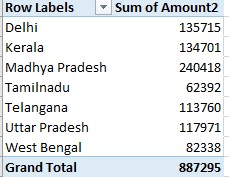 Row Labels Sum of Amount2
Delhi 135715
Kerala 134701
Madhya Pradesh 240418
Tamilnadu 62392
Telangana 113760
Uttar Pradesh 117971
West Bengal 82338
Grand Total 887295